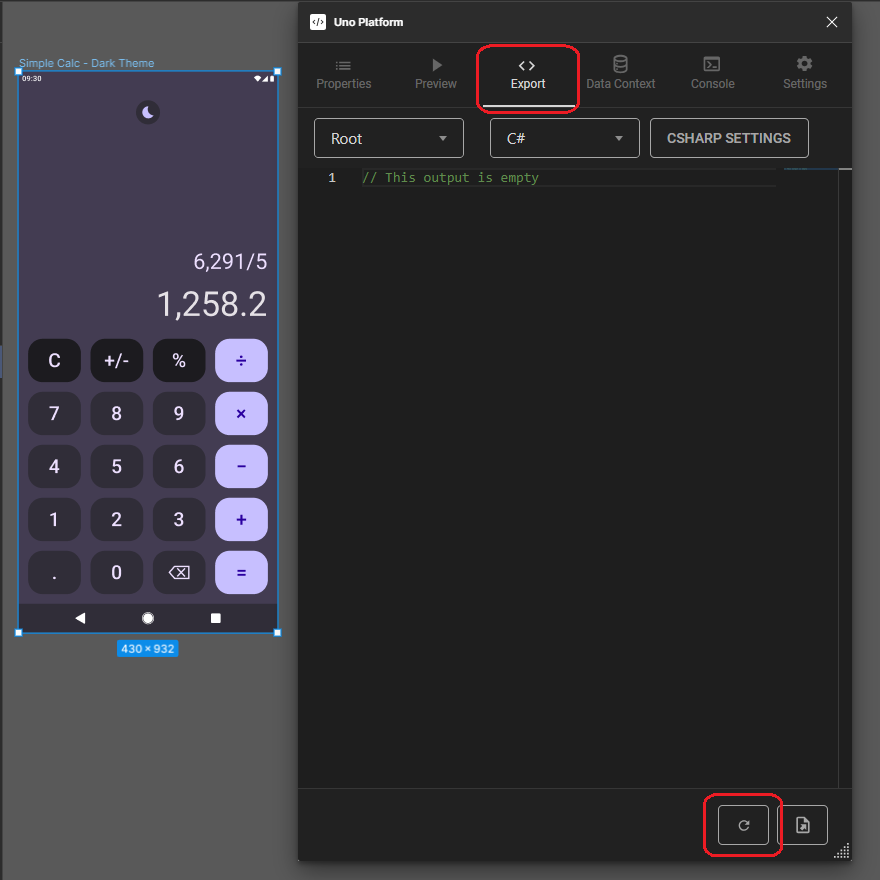 Uno Platform
Simple Calc - Dark Theme
Properties
Preview
Export
Data Context
Console
Settings
Root
C#
CSHARP SETTINGS
1 // This output is empty
09:30
6,291/5
1,258.2
C +/- % ÷
7 8 9 ×
4 5 6 −
1 2 3 +
. 0 =
430 × 932